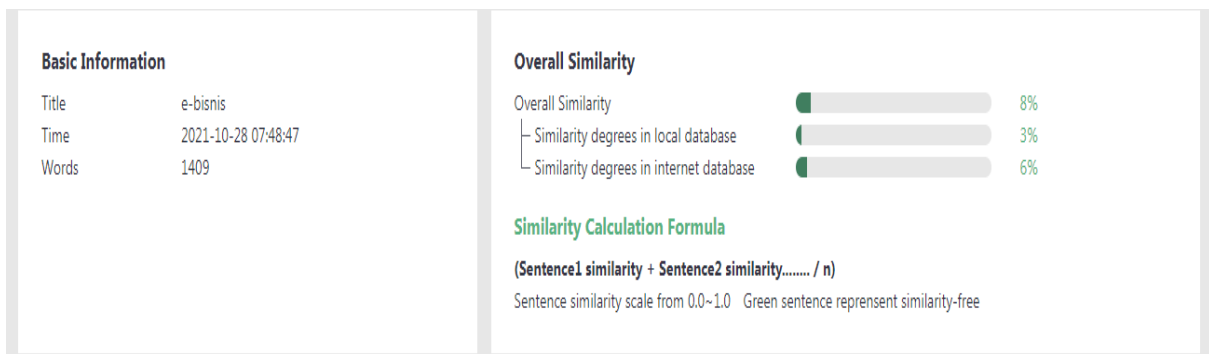 Basic Information
Title e-bisnis
Time 2021-10-28 07:48:47
Words 1409
Overall Similarity
Overall Similarity 8%
Similarity degrees in local database 3%
Similarity degrees in internet database 6%
Similarity Calculation Formula
(Sentence1 similarity + Sentence2 similarity........ / n)
Sentence similarity scale from 0.0~1.0 Green sentence reprensent similarity-free